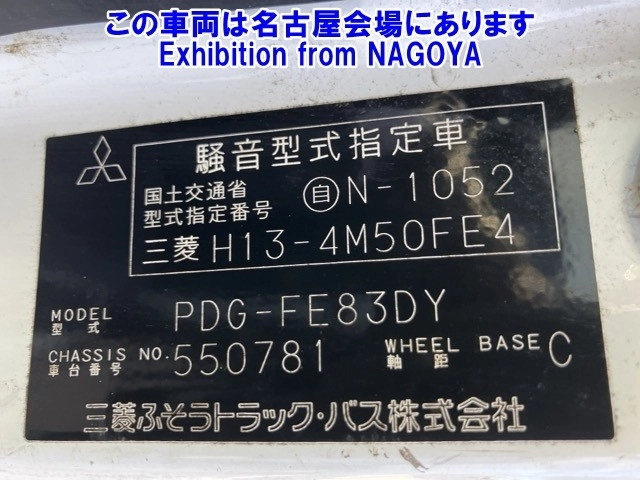 この車両は名古屋会場にあります
Exhibition from NAGOYA
騒音型式指定車
国土交通省
型式指定番号 自N-1052
三菱 H13-4M50FE4
MODEL
型式 PDG-FE83DY
CHASSIS NO.
車台番号 550781 WHEEL BASE
軸距 C
三菱ふそうトラック・バス株式会社